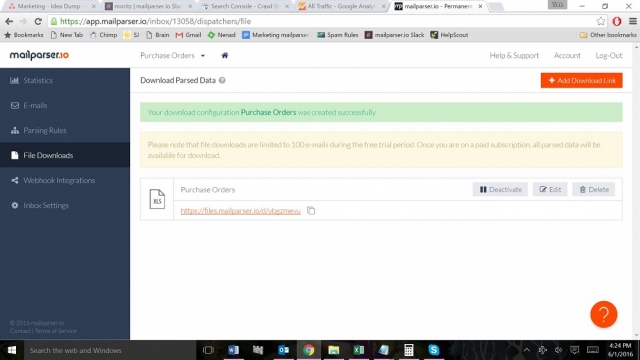 Marketing - Idea Dump
moritz | mailparser.io Sla
Search Console - Crawl S
All Traffic - Google Analyt
mailparser.io - Permanen
https://app.mailparser.io/inbox/13058/dispatchers/file
Bookmarks
New Tab
Chimp
SJ
Brain
Gmail
Nenad
Marketing
Spam Rules
mailparser.io Slack
HelpScout
Other bookmarks
mailparser.io
Purchase Orders
Help & Support
Account
Log-Out
Statistics
E-mails
Parsing Rules
File Downloads
Webhook Integrations
Inbox Settings
© 2016 mailparser.io
Contact | Terms of Service
Download Parsed Data
Add Download Link
Your download configuration Purchase Orders was created successfully
Please note that file downloads are limited to 100 e-mails during the free trial period. Once you are on a paid subscription, all parsed data will be
available for download.
XLS
Purchase Orders
Deactivate
Edit
Delete
https://files.mailparser.io/d/vbgzmevu
?
Search the web and Windows
4:24 PM
6/1/2016